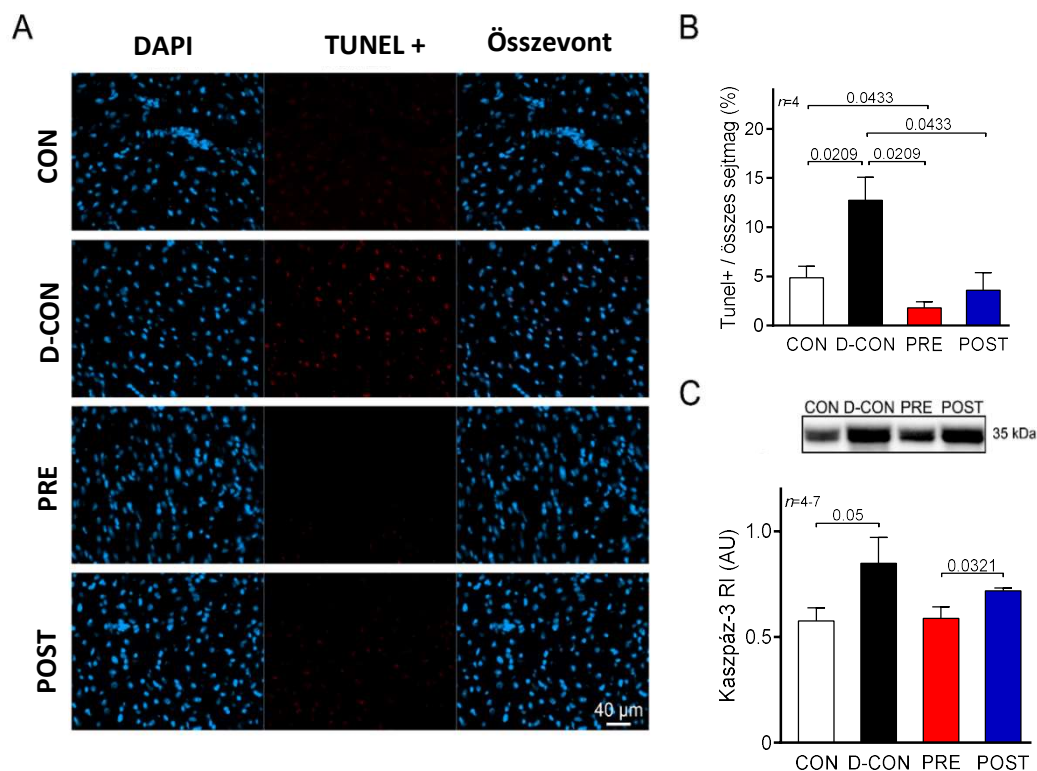 A
DAPI TUNEL + Összevont
CON
D-CON
PRE
POST
40 µm
B
Tunel+ / összes sejtmag (%)
n=4
0.0433
0.0433
0.0209 0.0209
20
15
10
5
0
CON D-CON PRE POST
C
CON D-CON PRE POST
35 kDa
Kaszpáz-3 RI (AU)
n=4-7
0.05
0.0321
1.0
0.5
0
CON D-CON PRE POST